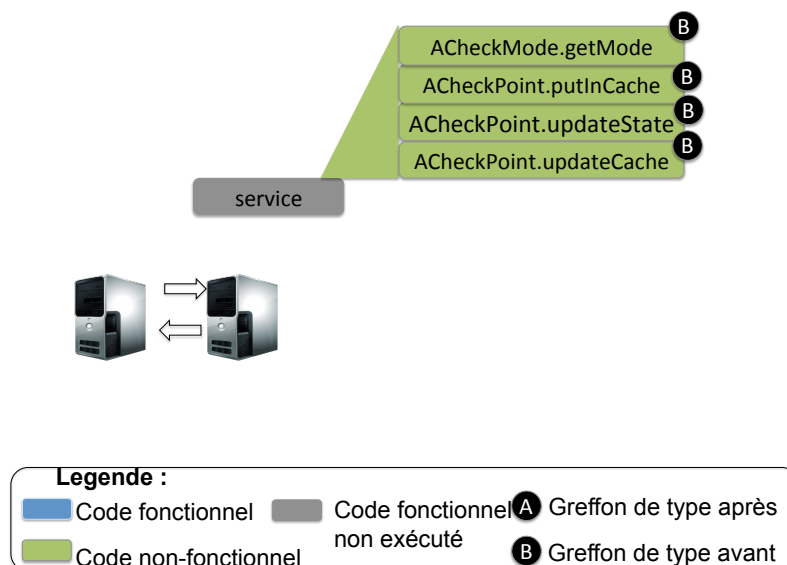 ACheckMode.getMode
B
ACheckPoint.putInCache
B
ACheckPoint.updateState
B
ACheckPoint.updateCache
B
service
Legende :
Code fonctionnel
Code fonctionnel
non exécuté
A Greffon de type après
Code non-fonctionnel
B Greffon de type avant